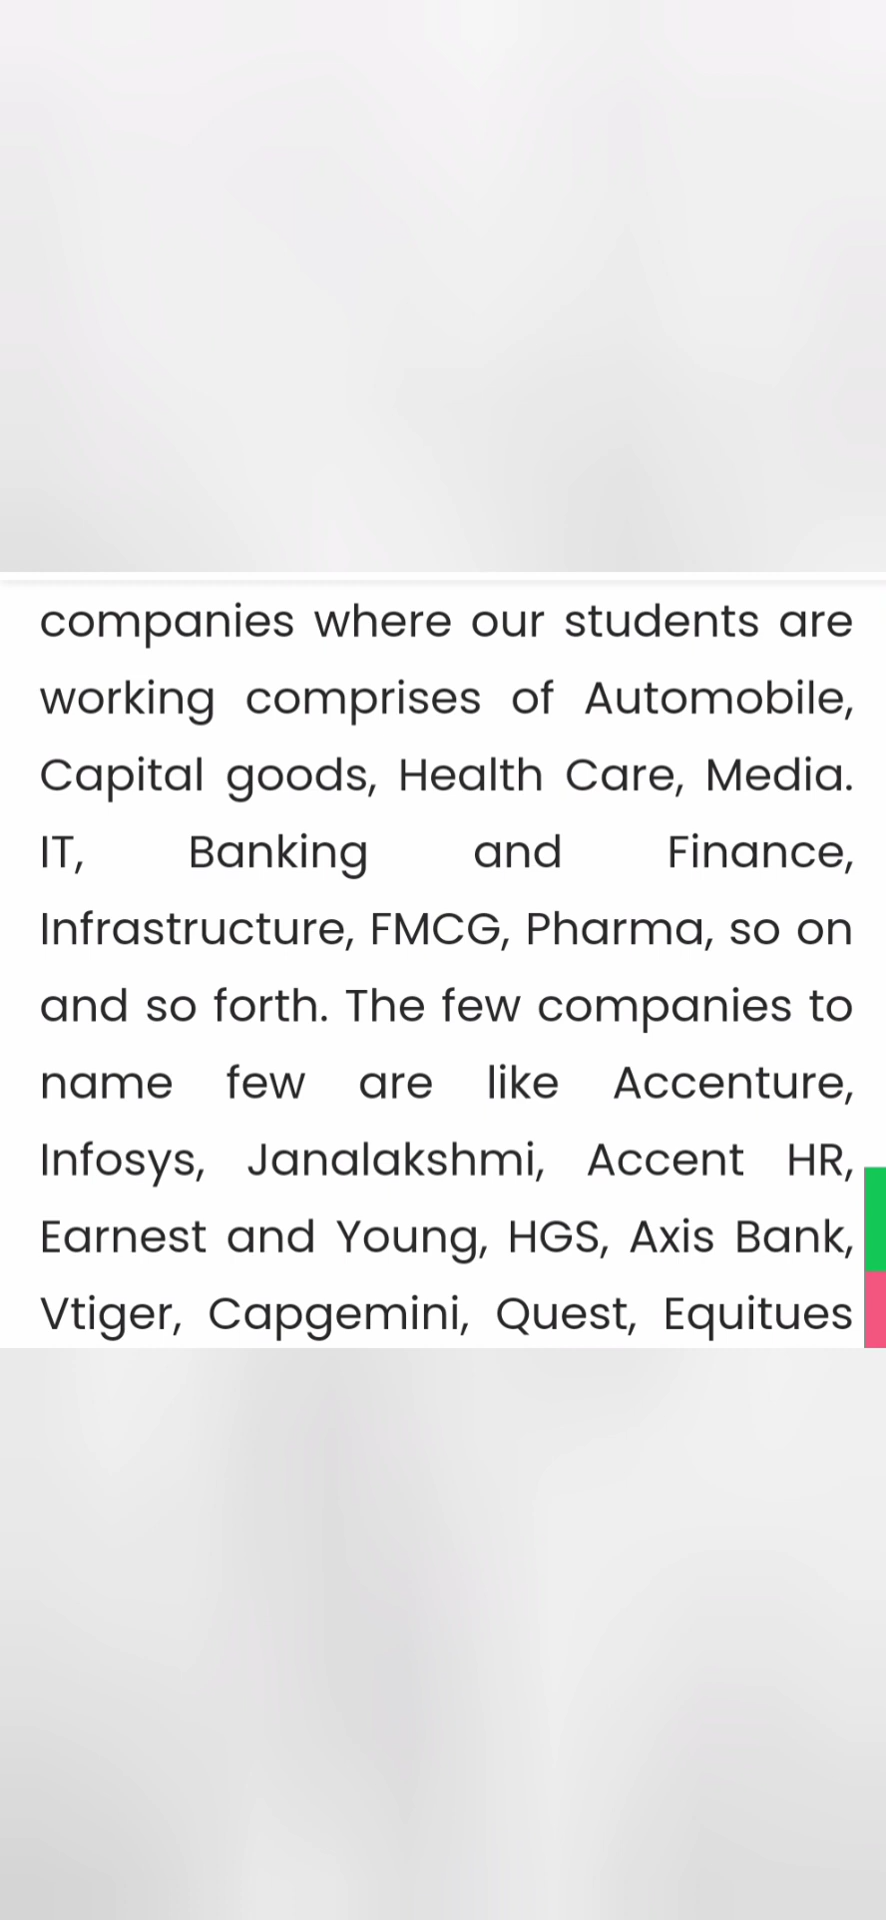 companies where our students are
working comprises of Automobile,
Capital goods, Health Care, Media.
IT, Banking and Finance,
Infrastructure, FMCG, Pharma, so on
and so forth. The few companies to
name few are like Accenture,
Infosys, Janalakshmi, Accent HR,
Earnest and Young, HGS, Axis Bank,
Vtiger, Capgemini, Quest, Equitues